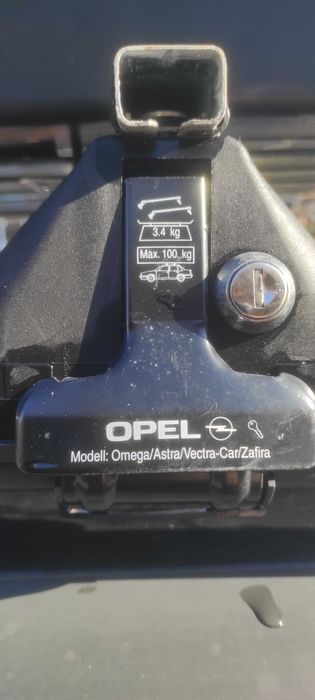 3.4 kg
Max. 100 kg
OPEL
Modell: Omega/Astra/Vectra-Car/Zafira